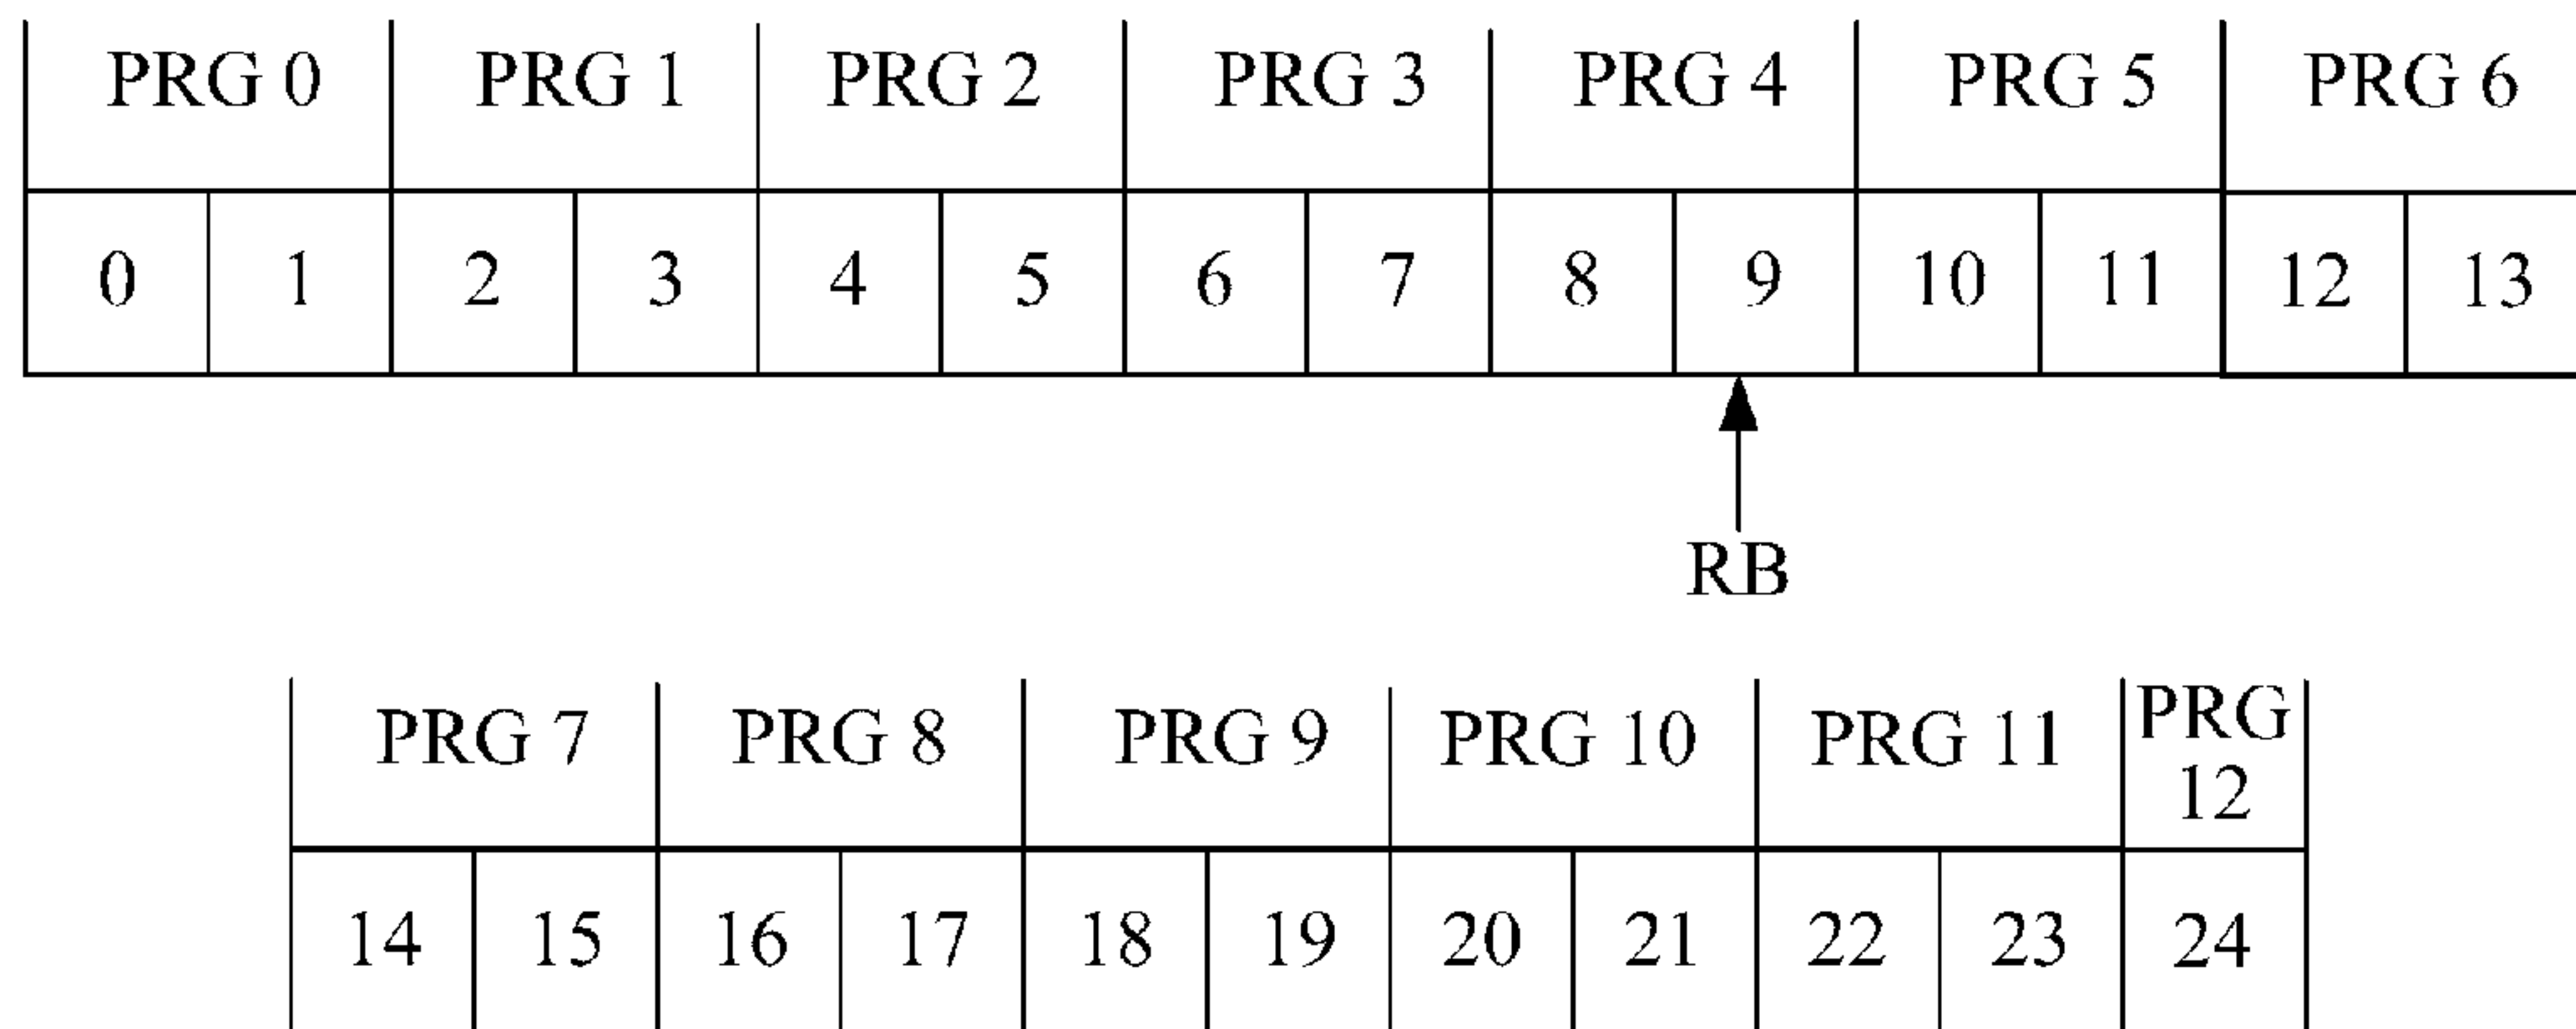 PRG 0 PRG 1 PRG 2 PRG 3 PRG 4 PRG 5 PRG 6
0 1 2 3 4 5 6 7 8 9 10 11 12 13
RB
PRG 7 PRG 8 PRG 9 PRG 10 PRG 11 PRG 12
14 15 16 17 18 19 20 21 22 23 24